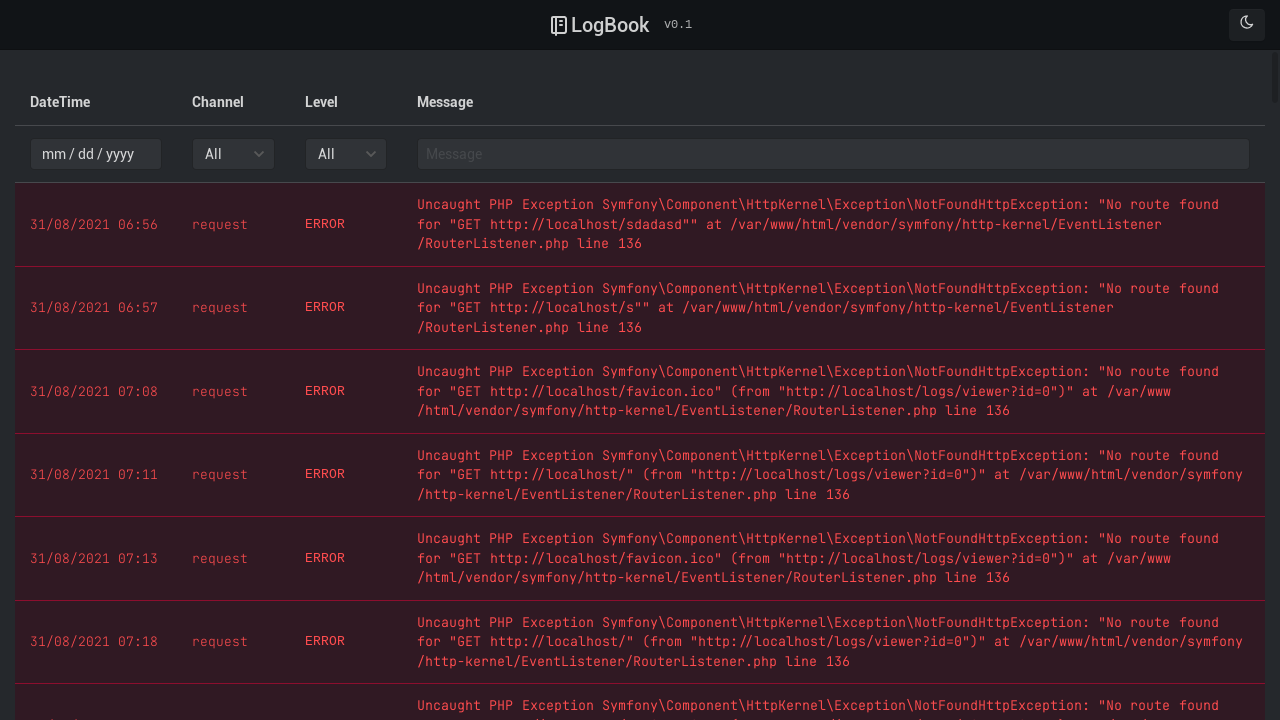 LogBook v0.1
DateTime Channel Level Message
mm / dd / yyyy All All Message
31/08/2021 06:56 request ERROR Uncaught PHP Exception Symfony\Component\HttpKernel\Exception\NotFoundHttpException: "No route found
for "GET http://localhost/sdadasd"" at /var/www/html/vendor/symfony/http-kernel/EventListener
/RouterListener.php line 136
31/08/2021 06:57 request ERROR Uncaught PHP Exception Symfony\Component\HttpKernel\Exception\NotFoundHttpException: "No route found
for "GET http://localhost/s"" at /var/www/html/vendor/symfony/http-kernel/EventListener
/RouterListener.php line 136
31/08/2021 07:08 request ERROR Uncaught PHP Exception Symfony\Component\HttpKernel\Exception\NotFoundHttpException: "No route found
for "GET http://localhost/favicon.ico" (from "http://localhost/logs/viewer?id=0")" at /var/www
/html/vendor/symfony/http-kernel/EventListener/RouterListener.php line 136
31/08/2021 07:11 request ERROR Uncaught PHP Exception Symfony\Component\HttpKernel\Exception\NotFoundHttpException: "No route found
for "GET http://localhost/" (from "http://localhost/logs/viewer?id=0")" at /var/www/html/vendor/symfony
/http-kernel/EventListener/RouterListener.php line 136
31/08/2021 07:13 request ERROR Uncaught PHP Exception Symfony\Component\HttpKernel\Exception\NotFoundHttpException: "No route found
for "GET http://localhost/favicon.ico" (from "http://localhost/logs/viewer?id=0")" at /var/www
/html/vendor/symfony/http-kernel/EventListener/RouterListener.php line 136
31/08/2021 07:18 request ERROR Uncaught PHP Exception Symfony\Component\HttpKernel\Exception\NotFoundHttpException: "No route found
for "GET http://localhost/" (from "http://localhost/logs/viewer?id=0")" at /var/www/html/vendor/symfony
/http-kernel/EventListener/RouterListener.php line 136
Uncaught PHP Exception Symfony\Component\HttpKernel\Exception\NotFoundHttpException: "No route found